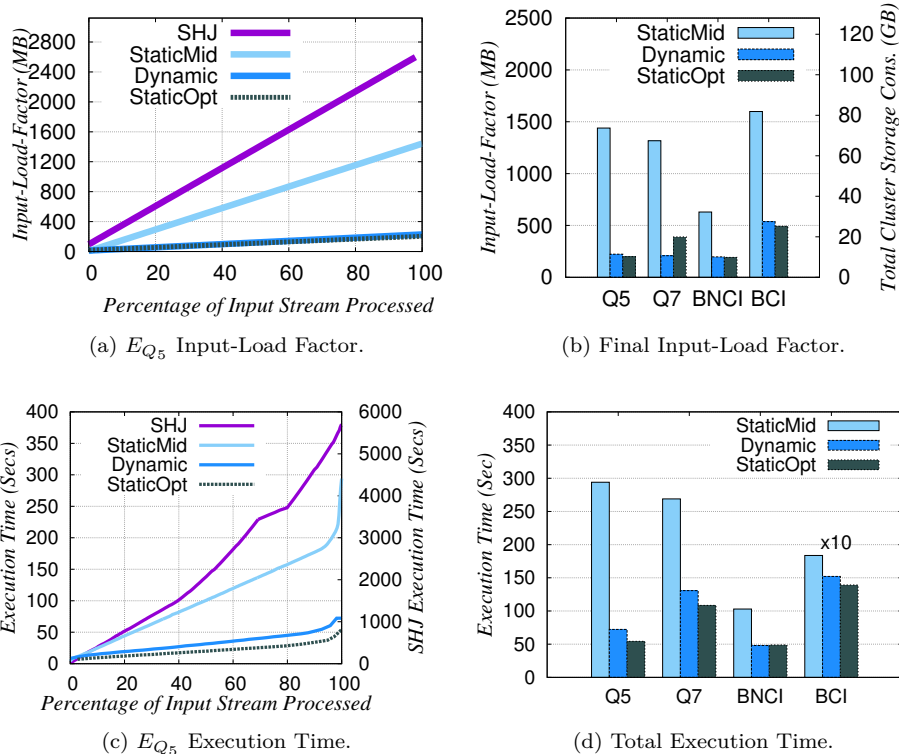 SHJ
StaticMid
Dynamic
StaticOpt
Input-Load-Factor (MB)
2800
2400
2000
1600
1200
800
400
0
0 20 40 60 80 100
Percentage of Input Stream Processed
(a) E_{Q_5} Input-Load Factor.
StaticMid
Dynamic
StaticOpt
Input-Load-Factor (MB)
2500
2000
1500
1000
500
0
Total Cluster Storage Cons. (GB)
120
100
80
60
40
20
0
Q5 Q7 BNCI BCI
(b) Final Input-Load Factor.
SHJ
StaticMid
Dynamic
StaticOpt
Execution Time (Secs)
400
350
300
250
200
150
100
50
0
SHJ Execution Time (Secs)
6000
5000
4000
3000
2000
1000
0
0 20 40 60 80 100
Percentage of Input Stream Processed
(c) E_{Q_5} Execution Time.
StaticMid
Dynamic
StaticOpt
x10
Execution Time (Sec)
400
350
300
250
200
150
100
50
0
Q5 Q7 BNCI BCI
(d) Total Execution Time.